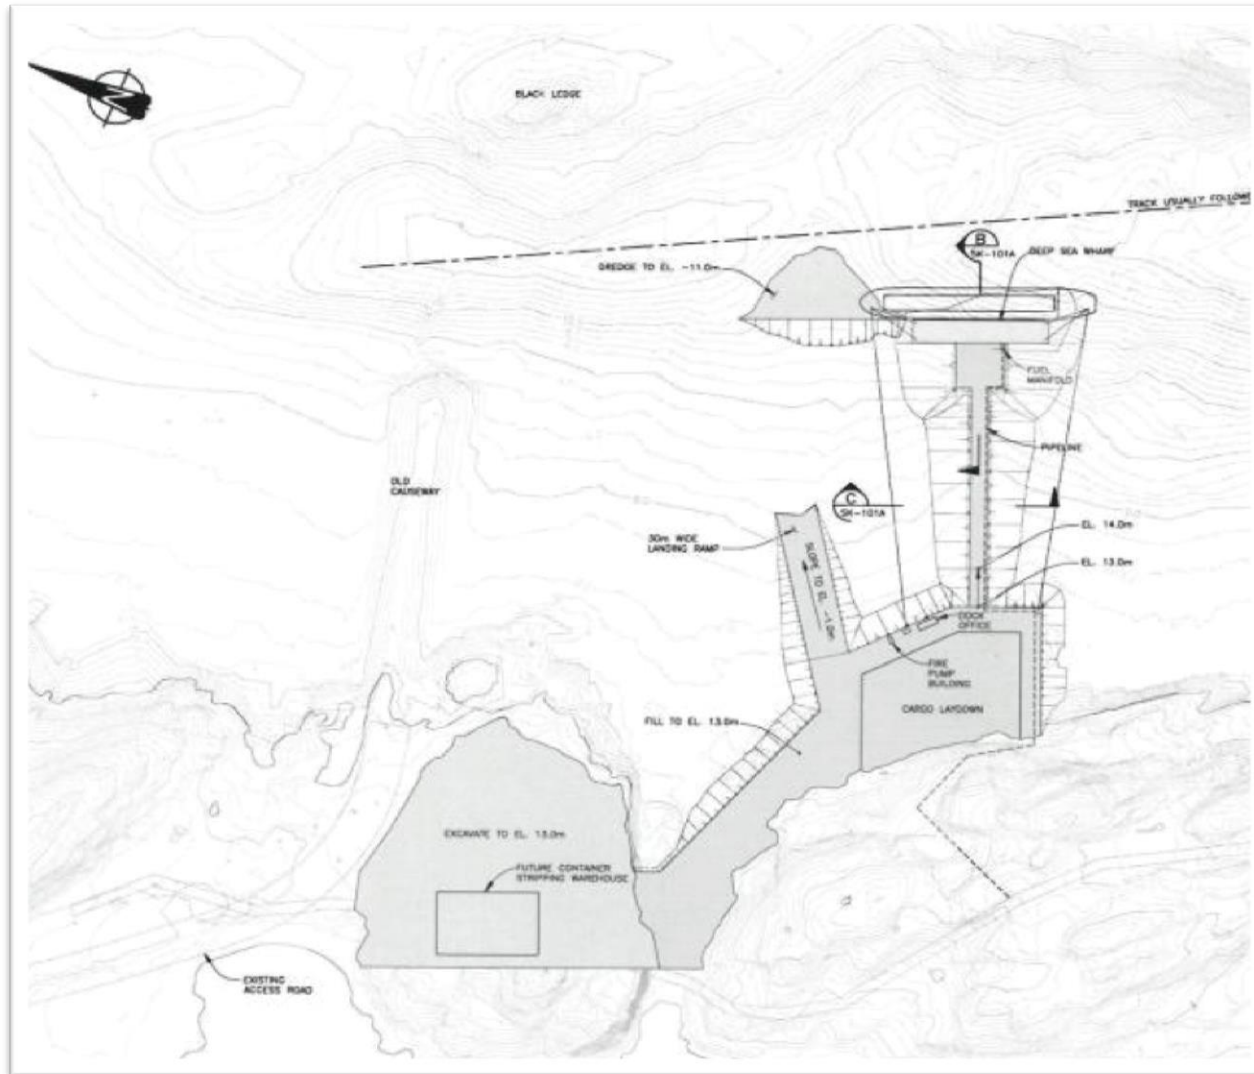 BLACK LEDGE
TRACK USUALLY FOLLOWE
B
SK-101A
DEEP SEA WHARF
DREDGE TO EL. -11.0m
FUEL
MANIFOLD
PIPELINE
OLD
CAUSEWAY
C
SK-101A
30m WIDE
LANDING RAMP
SLOPE TO EL. -1.0m
EL. 14.0m
EL. 13.0m
DOCK
OFFICE
FIRE
PUMP
BUILDING
CARGO LAYDOWN
FILL TO EL. 13.0m
EXCAVATE TO EL. 13.0m
FUTURE CONTAINER
STRIPPING WAREHOUSE
EXISTING
ACCESS ROAD